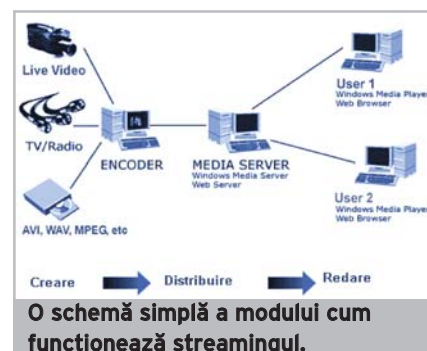 Live Video
TV/Radio
AVI, WAV, MPEG, etc
ENCODER
MEDIA SERVER
Windows Media Server
Web Server
User 1
Windows Media Player
Web Browser
User 2
Windows Media Player
Web Browser
Creare
Distribuire
Redare
O schemă simplă a modului cum
funcţionează streamingul.